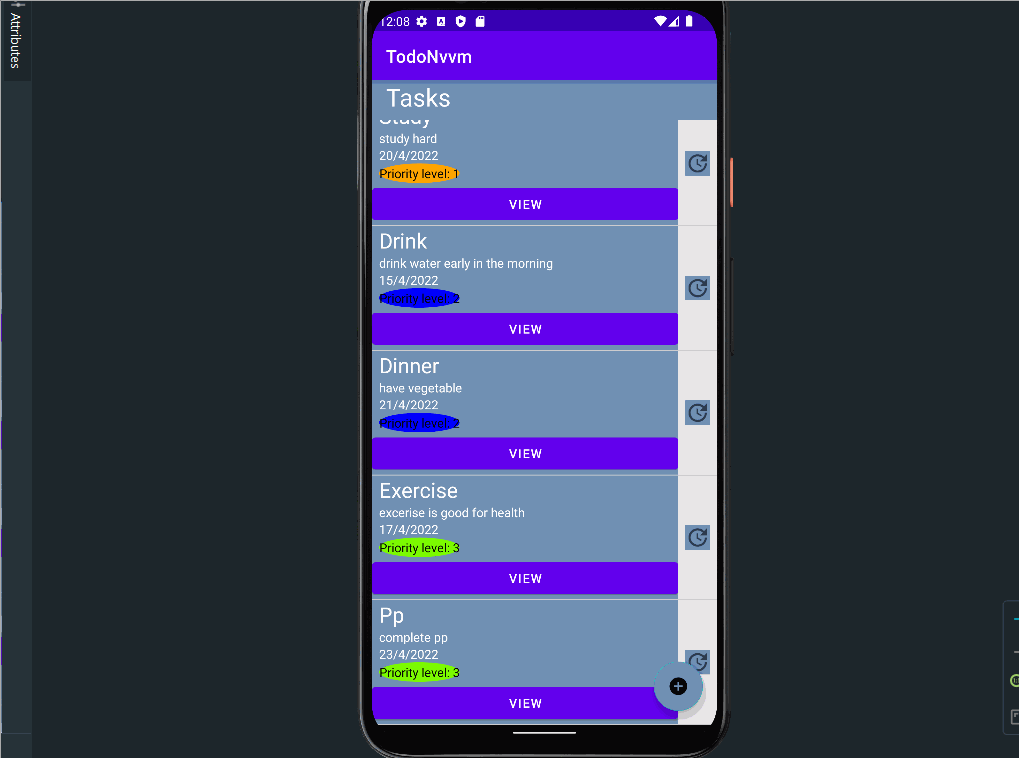 Attributes
12:08
TodoNvvm
Tasks
Study
study hard
20/4/2022
Priority level: 1
VIEW
Drink
drink water early in the morning
15/4/2022
Priority level: 2
VIEW
Dinner
have vegetable
21/4/2022
Priority level: 2
VIEW
Exercise
excerise is good for health
17/4/2022
Priority level: 3
VIEW
Pp
complete pp
23/4/2022
Priority level: 3
VIEW